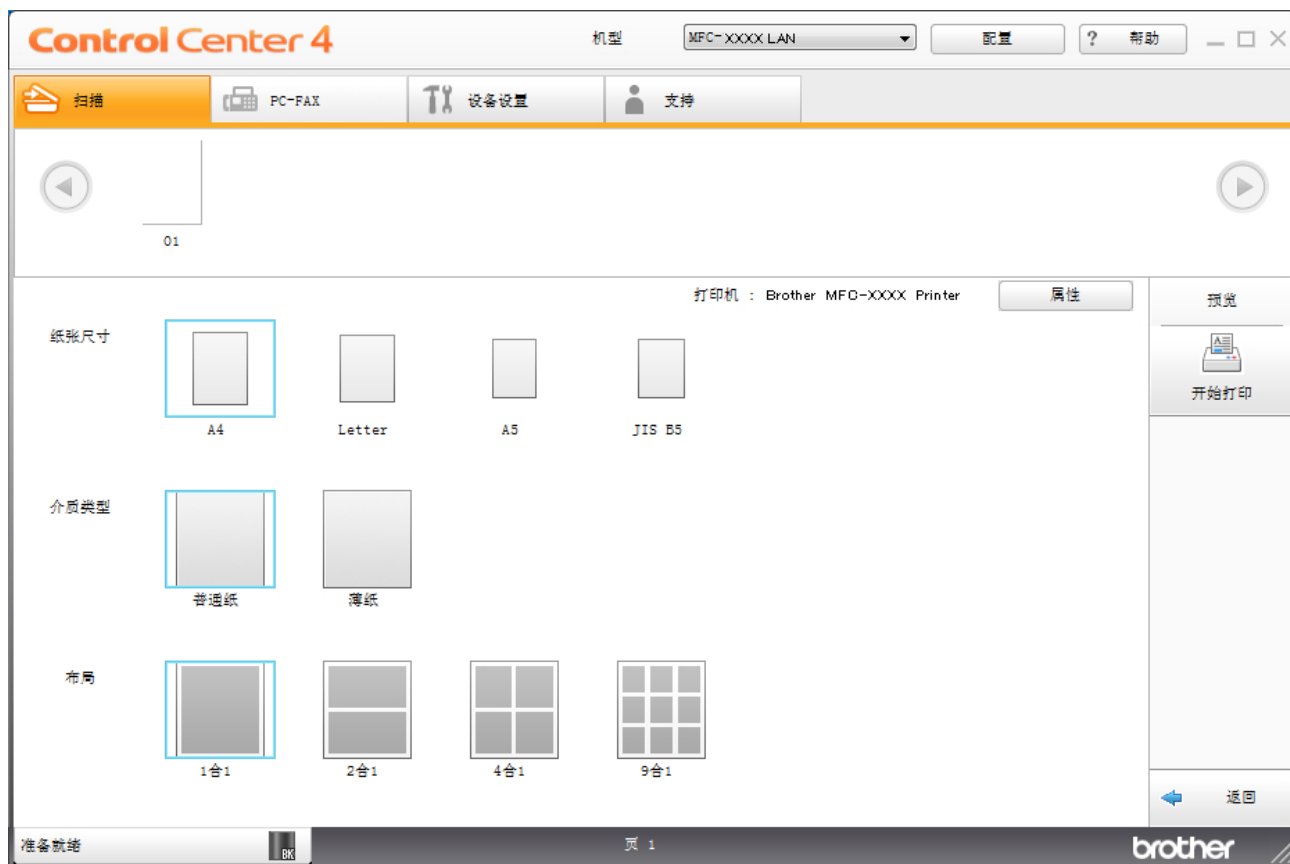 Control Center 4
机型 MFC-XXXX LAN 配置 ? 帮助
扫描 PC-FAX 设备设置 支持
01
打印机 : Brother MFC-XXXX Printer 属性
预览
纸张尺寸
开始打印
A4 Letter A5 JIS B5
介质类型
普通纸 薄纸
布局
1合1 2合1 4合1 9合1
返回
准备就绪 BK 页 1 brother